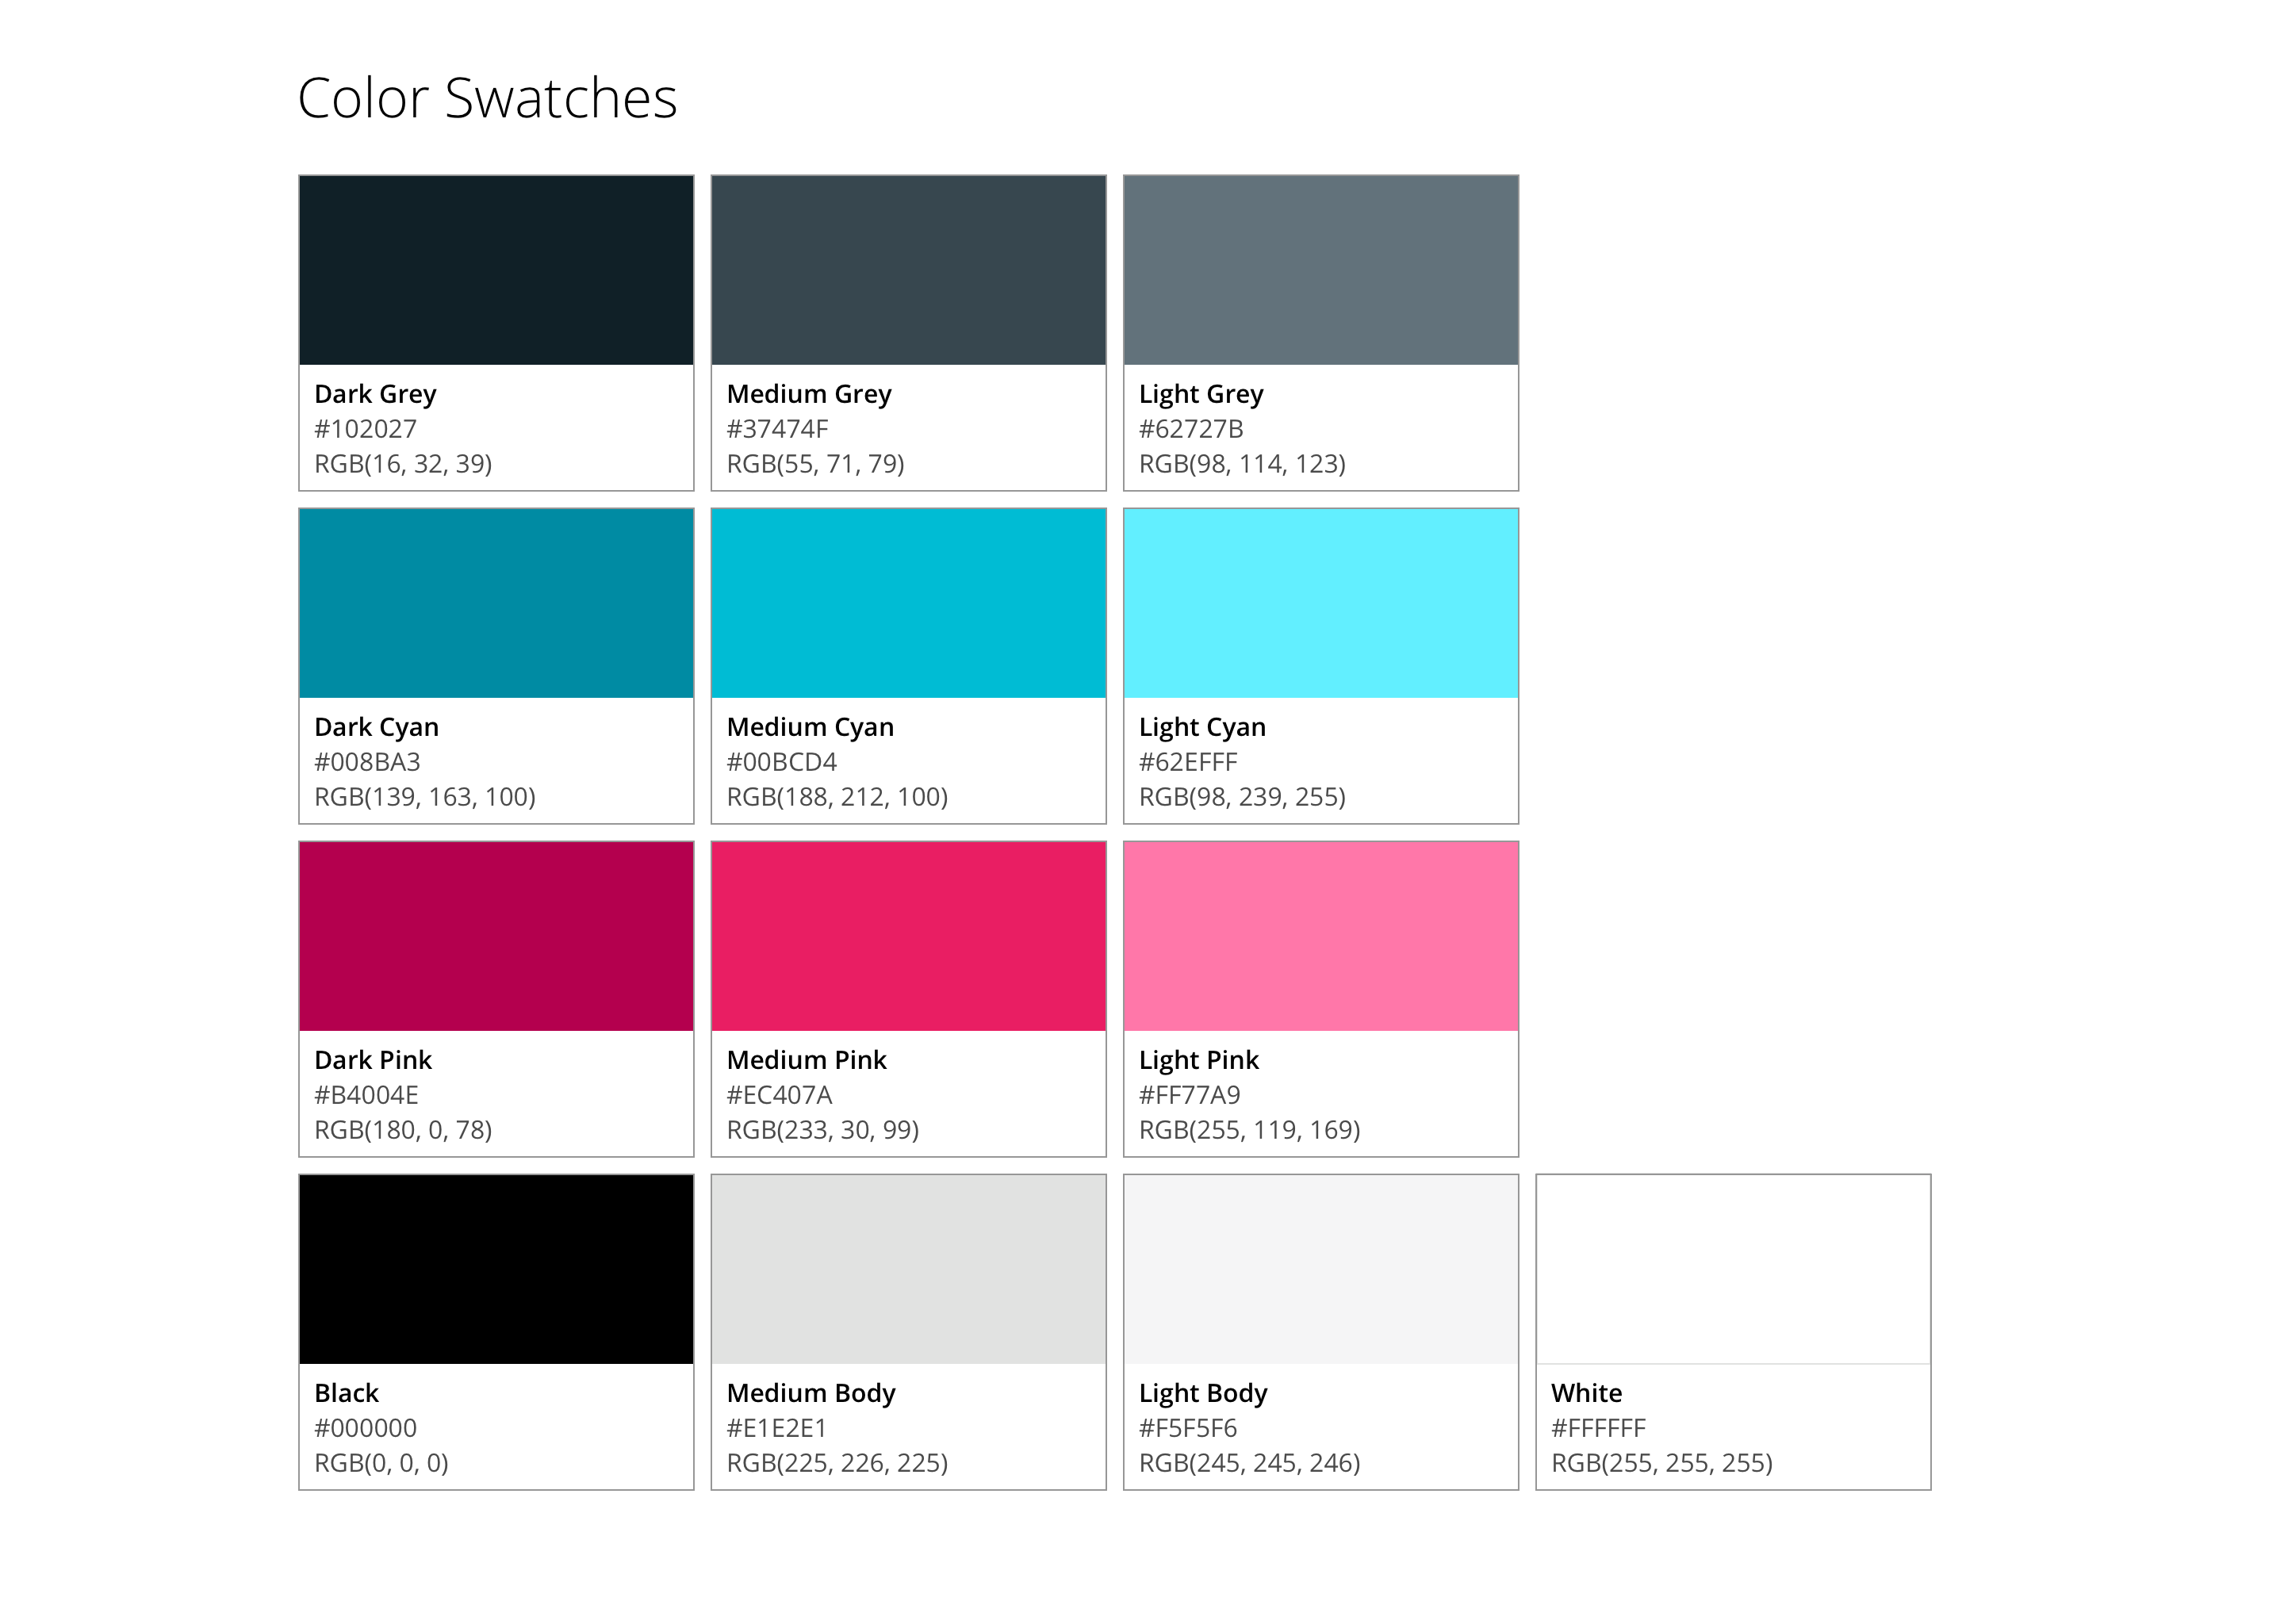 Color Swatches
Dark Grey
#102027
RGB(16, 32, 39)
Medium Grey
#37474F
RGB(55, 71, 79)
Light Grey
#62727B
RGB(98, 114, 123)
Dark Cyan
#008BA3
RGB(139, 163, 100)
Medium Cyan
#00BCD4
RGB(188, 212, 100)
Light Cyan
#62EFFF
RGB(98, 239, 255)
Dark Pink
#B4004E
RGB(180, 0, 78)
Medium Pink
#EC407A
RGB(233, 30, 99)
Light Pink
#FF77A9
RGB(255, 119, 169)
Black
#000000
RGB(0, 0, 0)
Medium Body
#E1E2E1
RGB(225, 226, 225)
Light Body
#F5F5F6
RGB(245, 245, 246)
White
#FFFFFF
RGB(255, 255, 255)